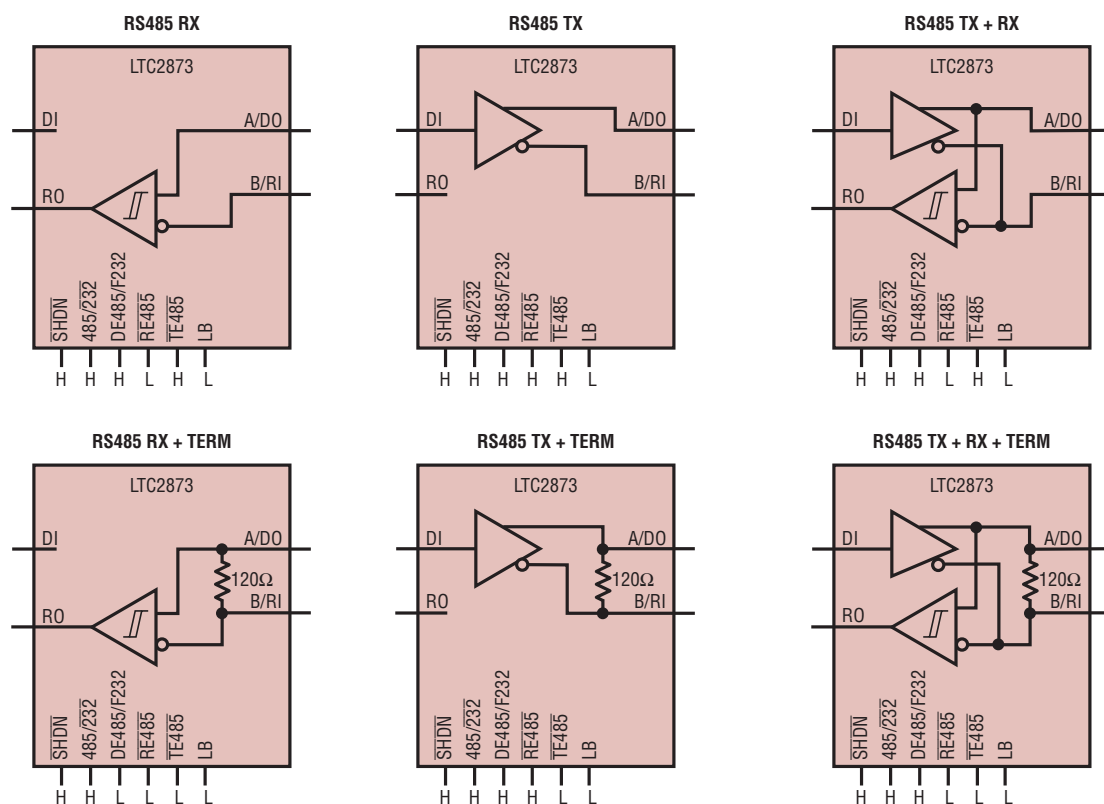 RS485 RX
LTC2873
DI
A/DO
RO
B/RI
SHDN
485/232
DE485/F232
RE485
TE485
LB
H H H L H L
RS485 TX
LTC2873
DI
A/DO
RO
B/RI
SHDN
485/232
DE485/F232
RE485
TE485
LB
H H H H H L
RS485 TX + RX
LTC2873
DI
A/DO
RO
B/RI
SHDN
485/232
DE485/F232
RE485
TE485
LB
H H H L H L
RS485 RX + TERM
LTC2873
DI
A/DO
120Ω
RO
B/RI
SHDN
485/232
DE485/F232
RE485
TE485
LB
H H L L L L
RS485 TX + TERM
LTC2873
DI
A/DO
120Ω
RO
B/RI
SHDN
485/232
DE485/F232
RE485
TE485
LB
H H H H L L
RS485 TX + RX + TERM
LTC2873
DI
A/DO
120Ω
RO
B/RI
SHDN
485/232
DE485/F232
RE485
TE485
LB
H H H L L L